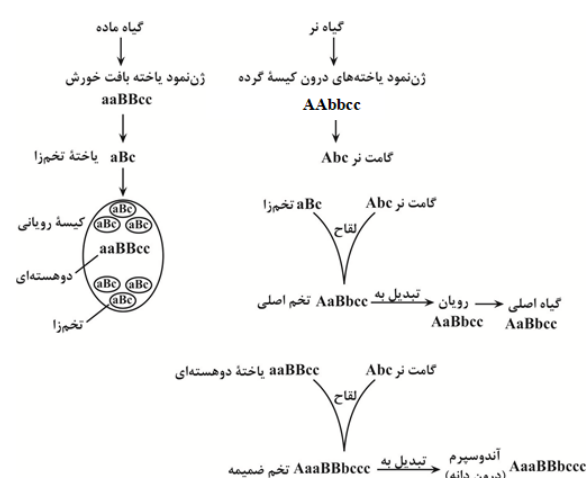 گیاه نر
ژن‌نمود یاخته‌های درون کیسهٔ گرده
AAbbcc
گامت نر Abc
گیاه ماده
ژن‌نمود یاخته بافت خورش
aaBBcc
یاختهٔ تخم‌زا aBc
aBc
aBc aBc
کیسهٔ رویانی
aaBBcc
دوهسته‌ای
aBc aBc
aBc
تخم‌زا
گامت نر Abc
تخم‌زا aBc
لقاح
تخم اصلی AaBbcc
تبدیل به
رویان
AaBbcc
گیاه اصلی
AaBbcc
گامت نر Abc
یاختهٔ دوهسته‌ای aaBBcc
لقاح
تخم ضمیمه AaaBBbccc
تبدیل به
آندوسپرم
(درون دانه)
AaaBBbccc